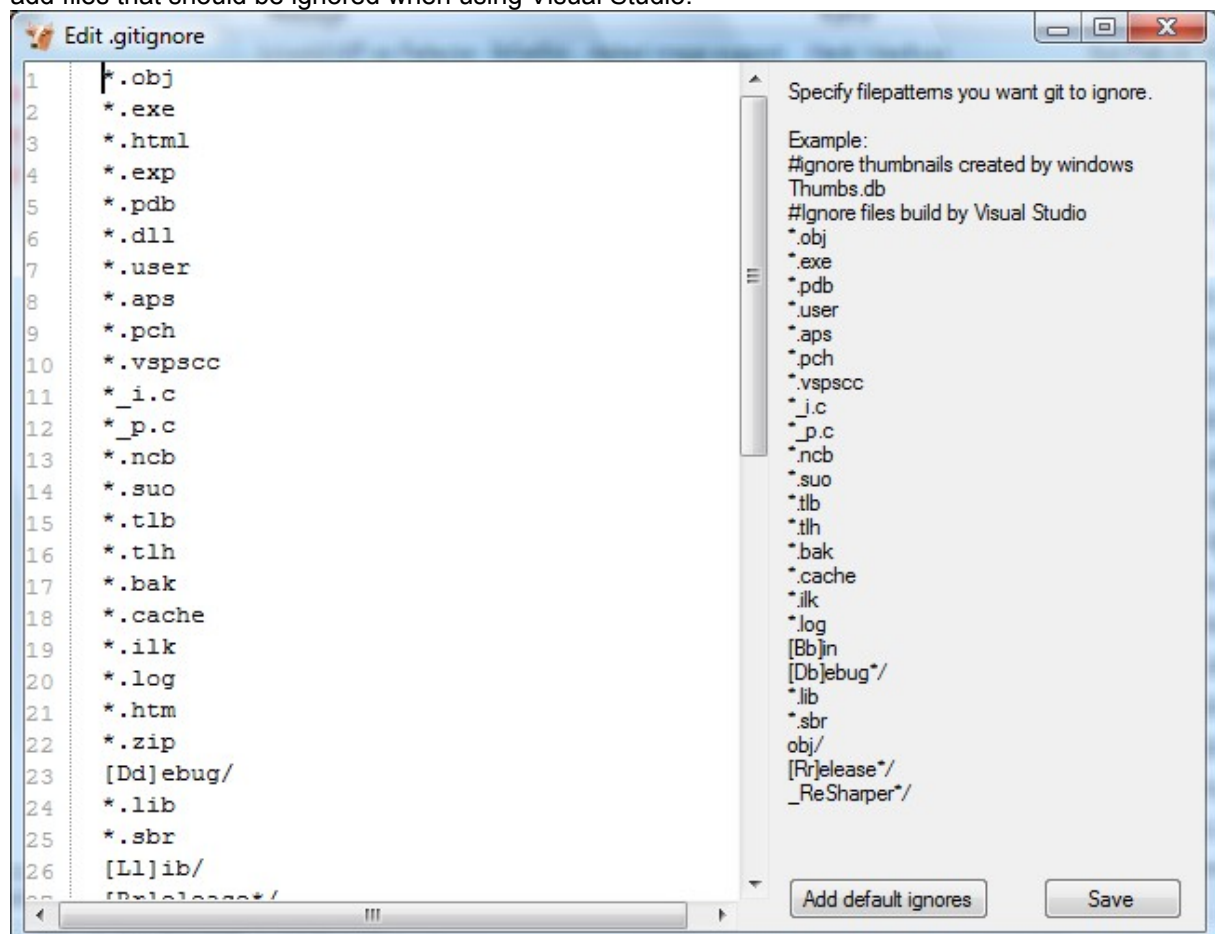 add files that should be ignored when using Visual Studio.
Edit .gitignore
1 *.obj
2 *.exe
3 *.html
4 *.exp
5 *.pdb
6 *.dll
7 *.user
8 *.aps
9 *.pch
10 *.vspscc
11 *_i.c
12 *_p.c
13 *.ncb
14 *.suo
15 *.tlb
16 *.tlh
17 *.bak
18 *.cache
19 *.ilk
20 *.log
21 *.htm
22 *.zip
23 [Dd]ebug/
24 *.lib
25 *.sbr
26 [Ll]ib/
[Rr]elease*/
Specify filepatterns you want git to ignore.
Example:
#ignore thumbnails created by windows
Thumbs.db
#Ignore files build by Visual Studio
*.obj
*.exe
*.pdb
*.user
*.aps
*.pch
*.vspscc
*_i.c
*_p.c
*.ncb
*.suo
*.tlb
*.tlh
*.bak
*.cache
*.ilk
*.log
[Bb]in
[Db]ebug*/
*.lib
*.sbr
obj/
[Rr]elease*/
_ReSharper*/
Add default ignores
Save